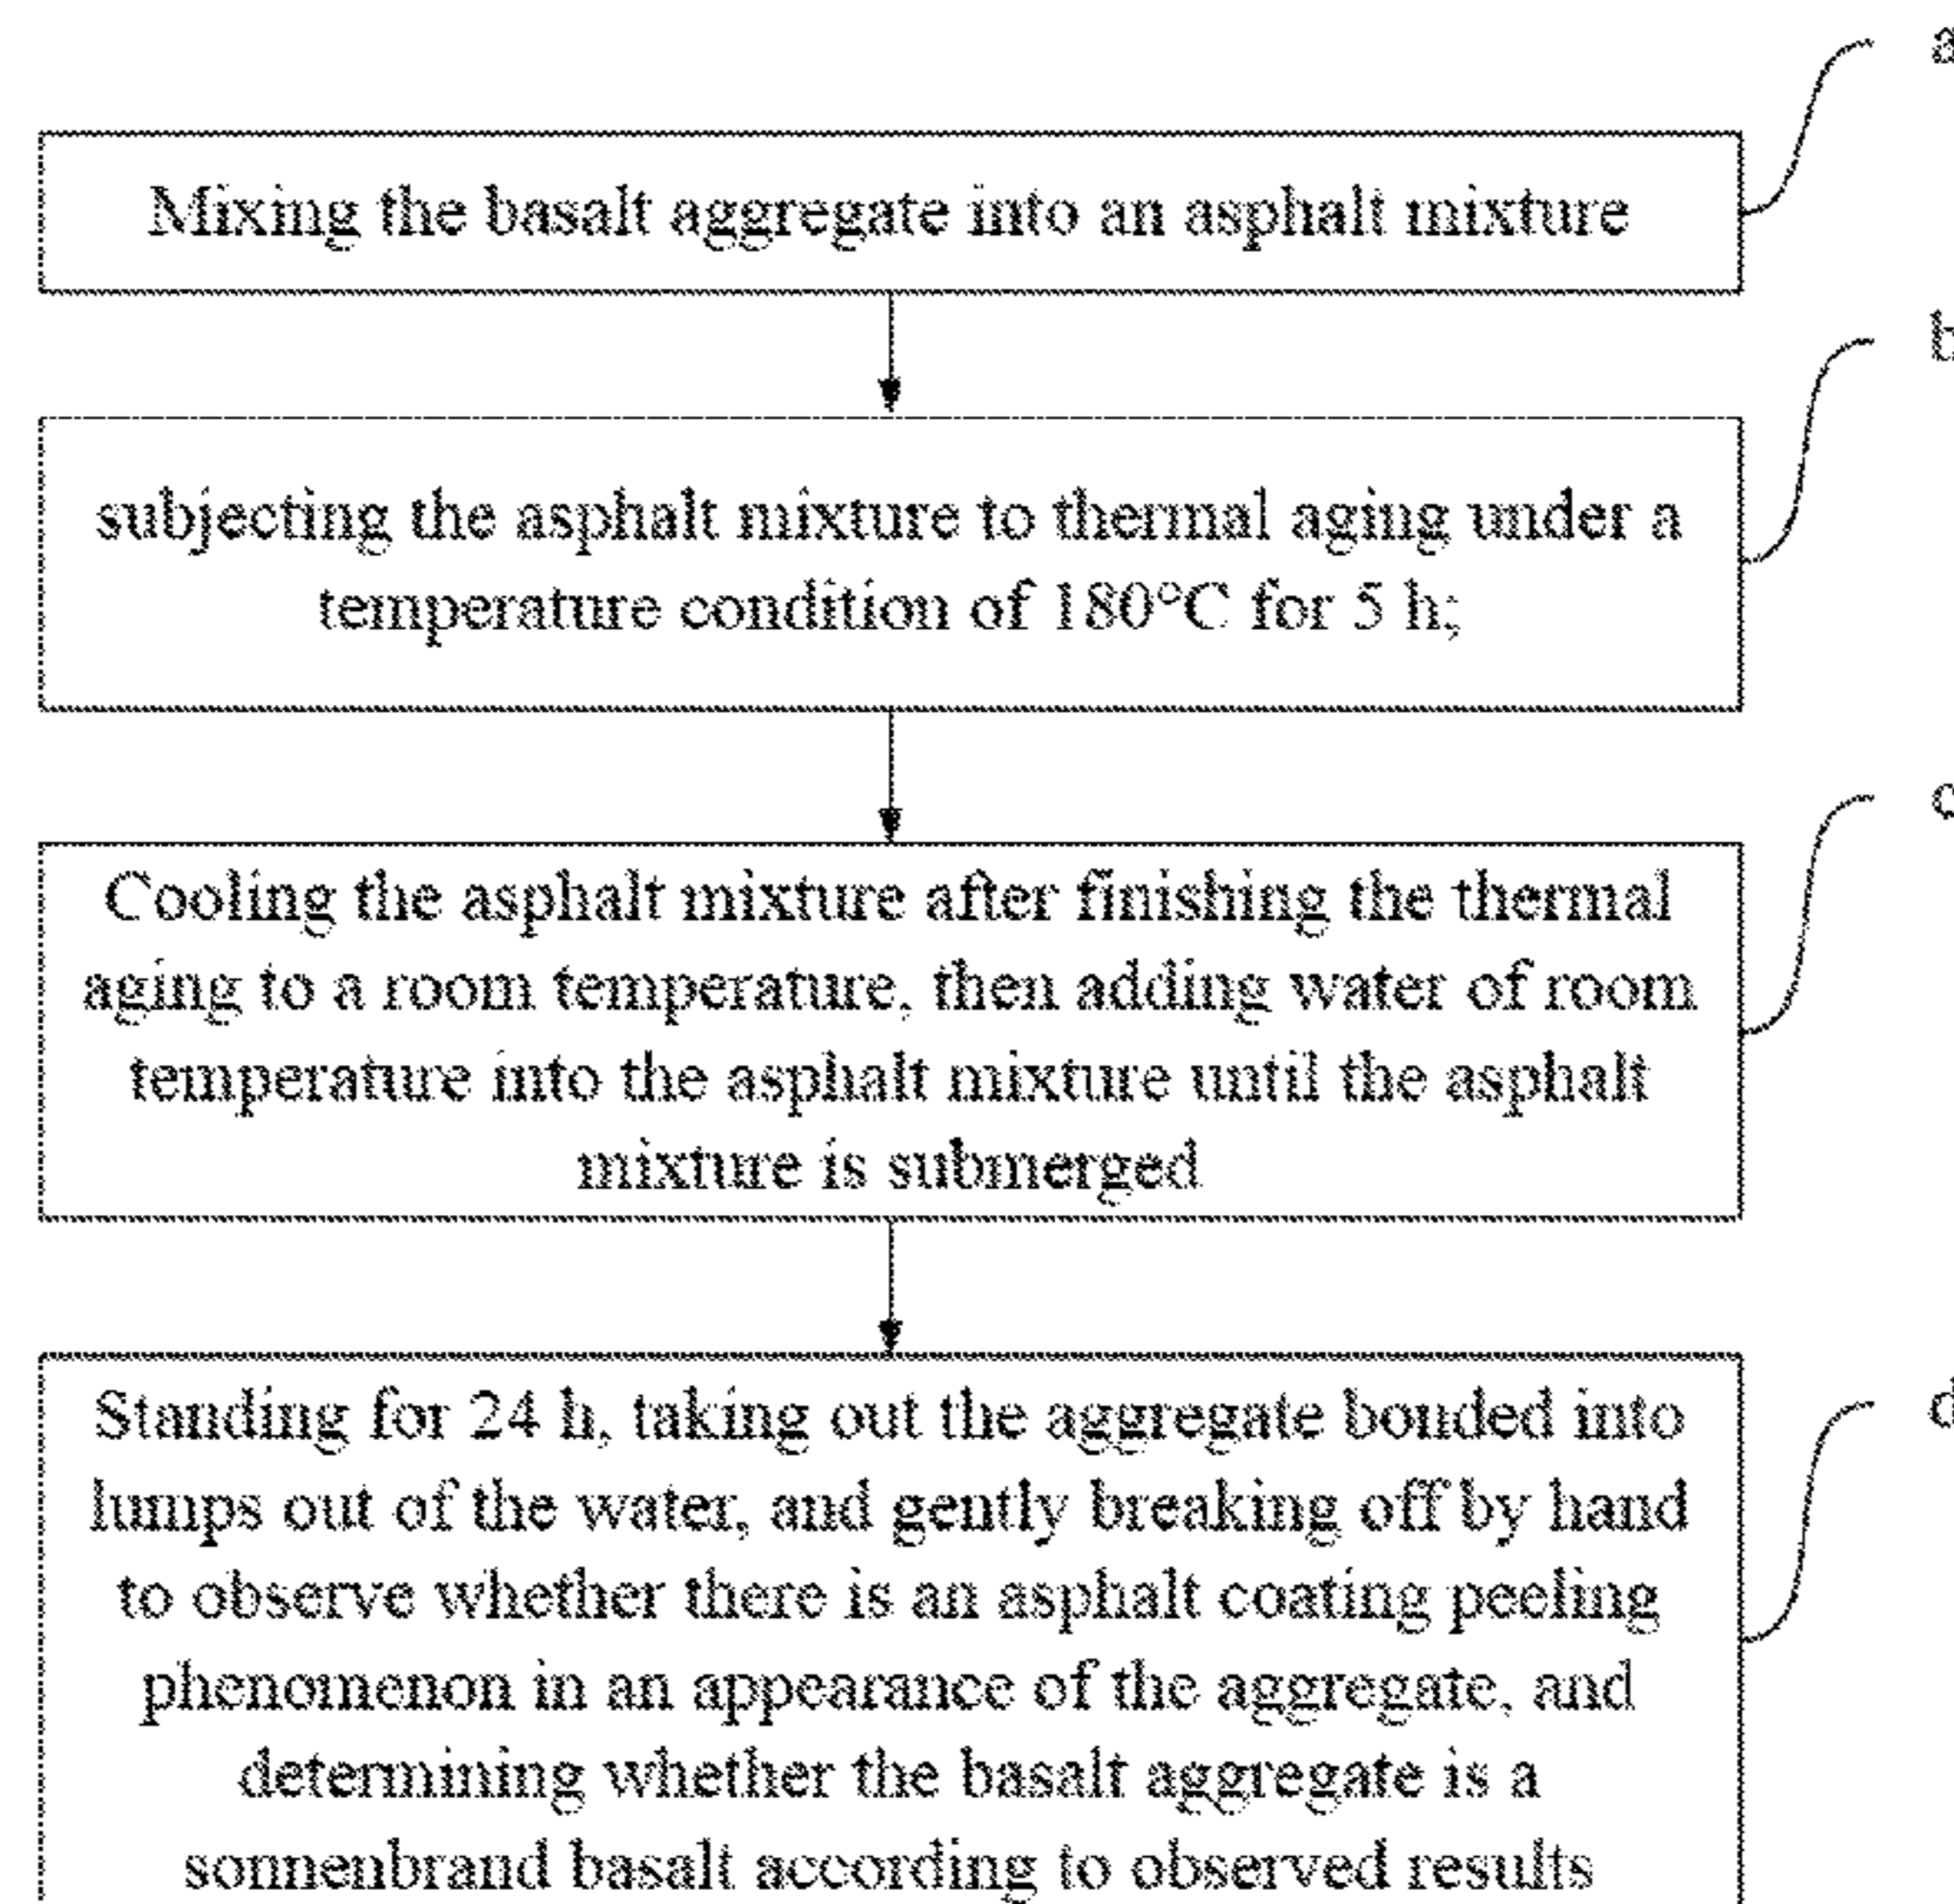 a
Mixing the basalt aggregate into an asphalt mixture
b
subjecting the asphalt mixture to thermal aging under a
temperature condition of 180°C for 5 h;
c
Cooling the asphalt mixture after finishing the thermal
aging to a room temperature, then adding water of room
temperature into the asphalt mixture until the asphalt
mixture is submerged
d
Standing for 24 h, taking out the aggregate bonded into
lumps out of the water, and gently breaking off by hand
to observe whether there is an asphalt coating peeling
phenomenon in an appearance of the aggregate, and
determining whether the basalt aggregate is a
sonnenbrand basalt according to observed results